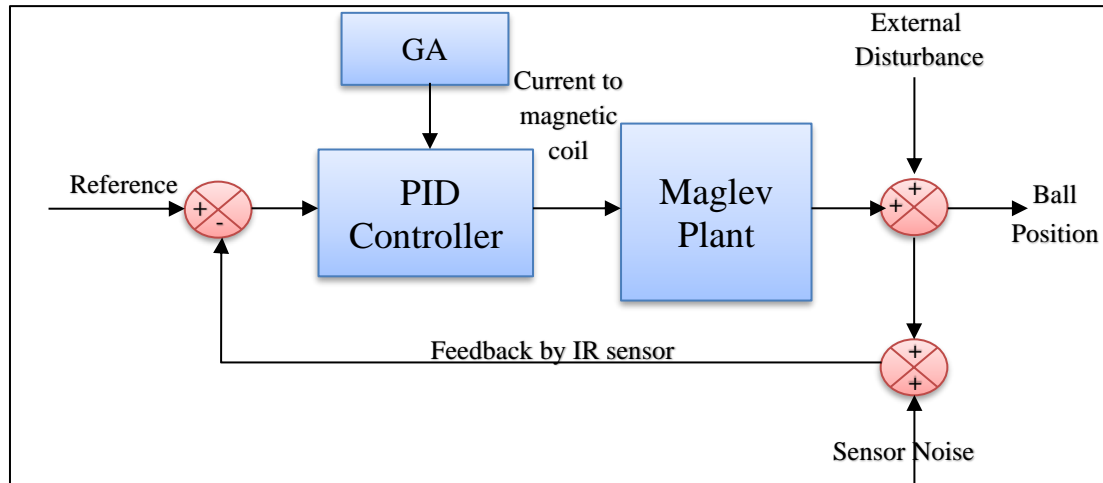 GA
External
Disturbance
Current to
magnetic
coil
Reference
+
-
PID
Controller
Maglev
Plant
+
+
Ball
Position
Feedback by IR sensor
+
+
Sensor Noise